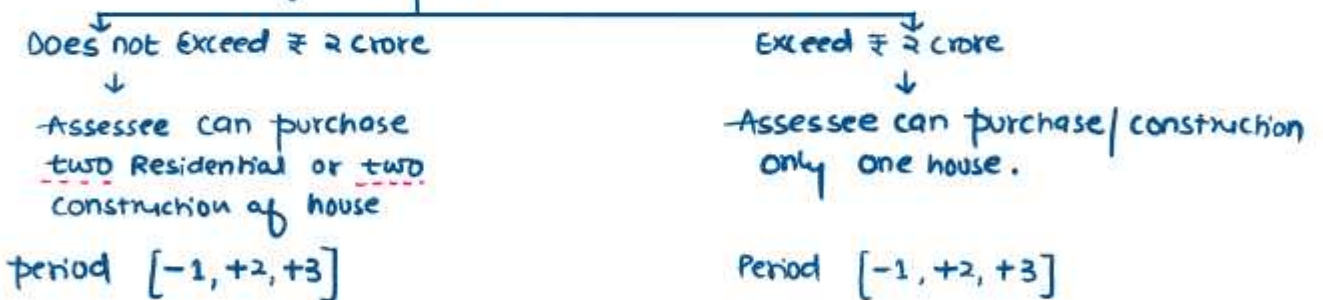 Does not Exceed ₹ 2 crore
Assessee can purchase
two Residential or two
construction of house
period [-1, +2, +3]
Exceed ₹ 2 crore
Assessee can purchase/construction
only one house.
Period [-1, +2, +3]